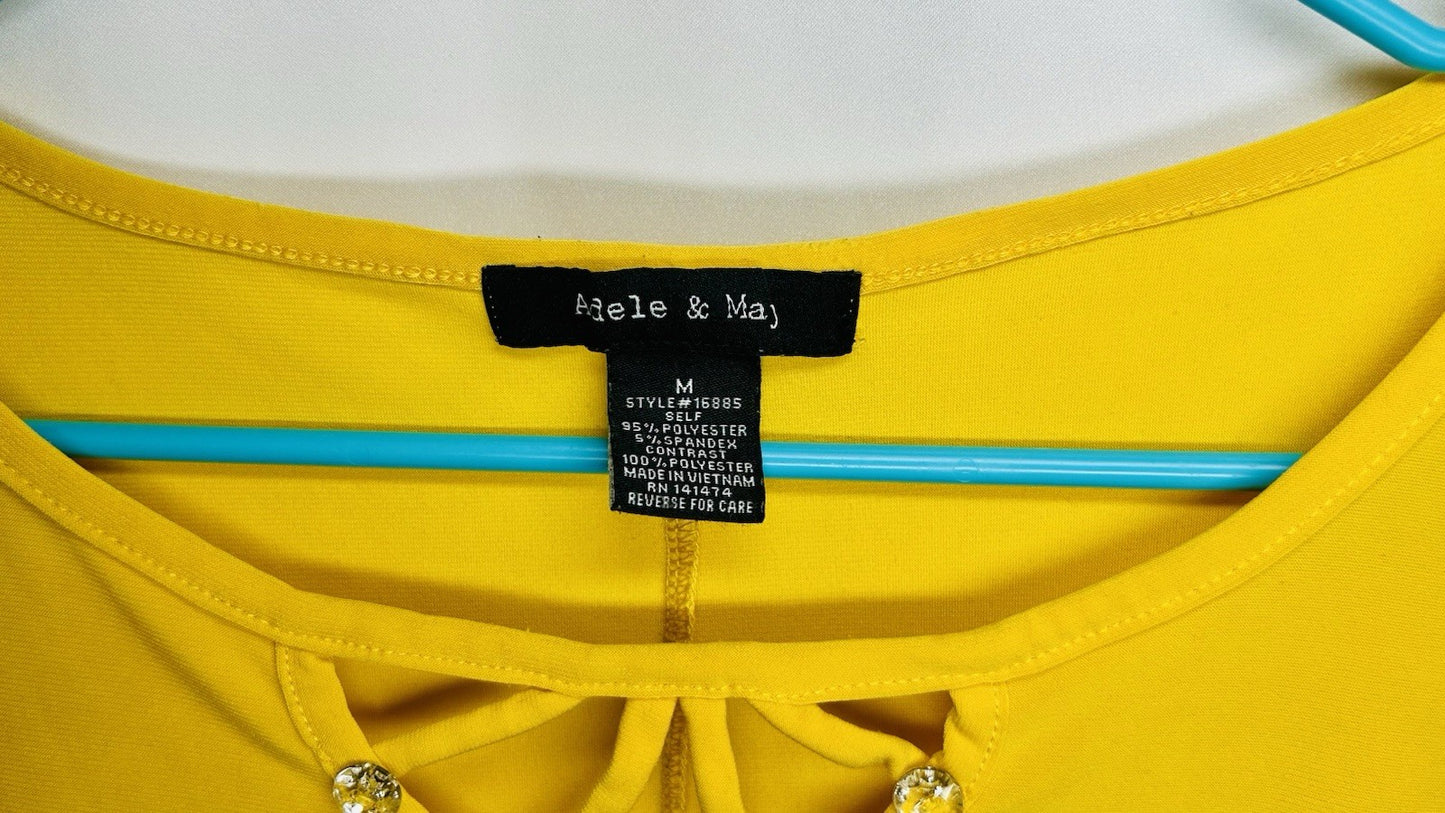 Adele & May
M
STYLE#16885
SELF
95% POLYESTER
5% SPANDEX
CONTRAST
100% POLYESTER
MADE IN VIETNAM
RN 141474
REVERSE FOR CARE